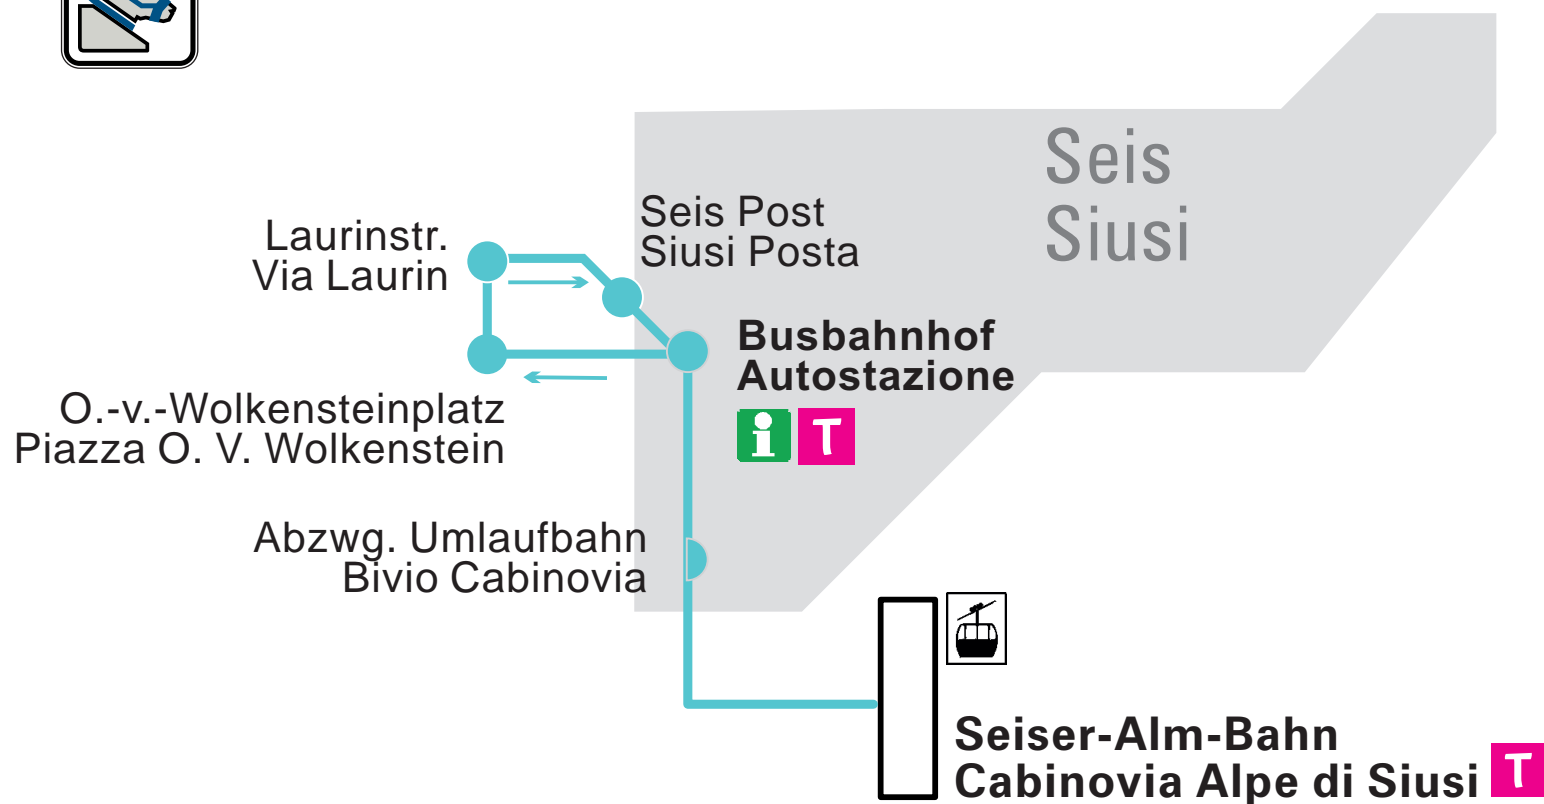 Seis
Siusi
Seis Post
Siusi Posta
Laurinstr.
Via Laurin
Busbahnhof
Autostazione
i T
O.-v.-Wolkensteinplatz
Piazza O. V. Wolkenstein
Abzwg. Umlaufbahn
Bivio Cabinovia
Seiser-Alm-Bahn
Cabinovia Alpe di Siusi T